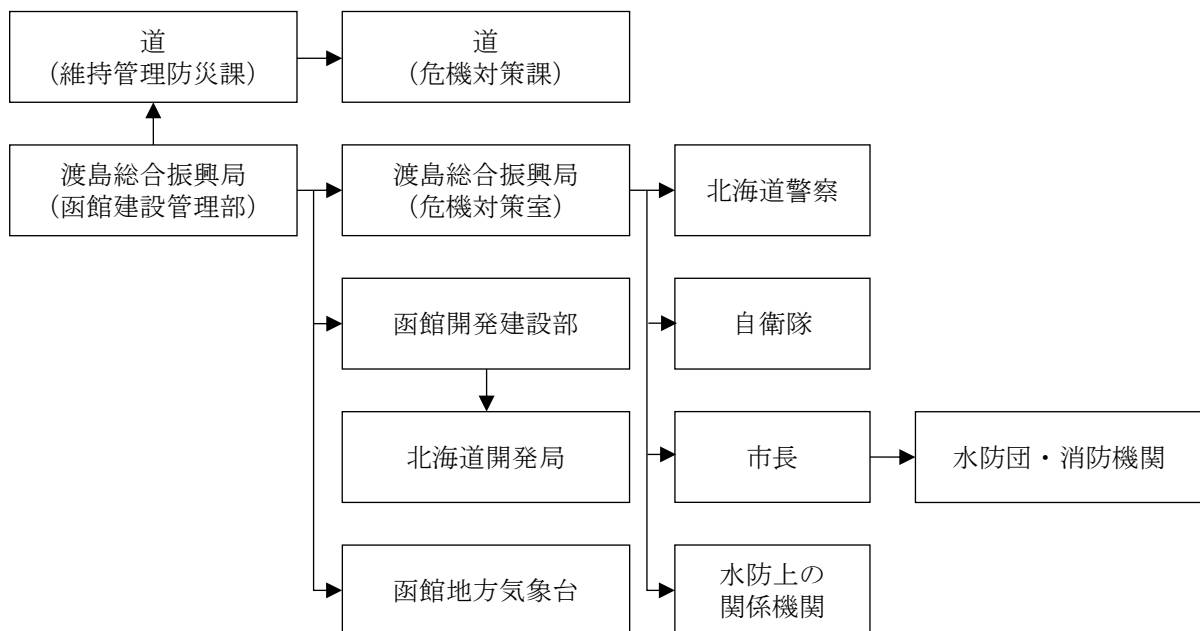 道
（維持管理防災課）
道
（危機対策課）
渡島総合振興局
（函館建設管理部）
渡島総合振興局
（危機対策室）
北海道警察
函館開発建設部
自衛隊
北海道開発局
市長
水防団・消防機関
函館地方気象台
水防上の
関係機関